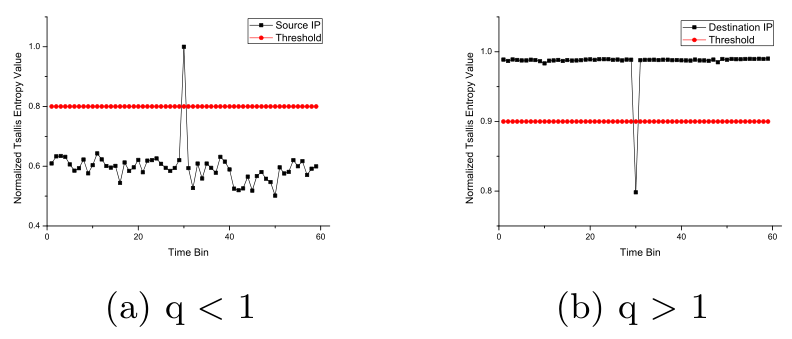 Source IP
Threshold
1.0
0.8
0.6
0.4
Normalized Tsallis Entropy Value
0
20
40
60
Time Bin
(a) q < 1
Destination IP
Threshold
1.0
0.9
0.8
Normalized Tsallis Entropy Value
0
20
40
60
Time Bin
(b) q > 1